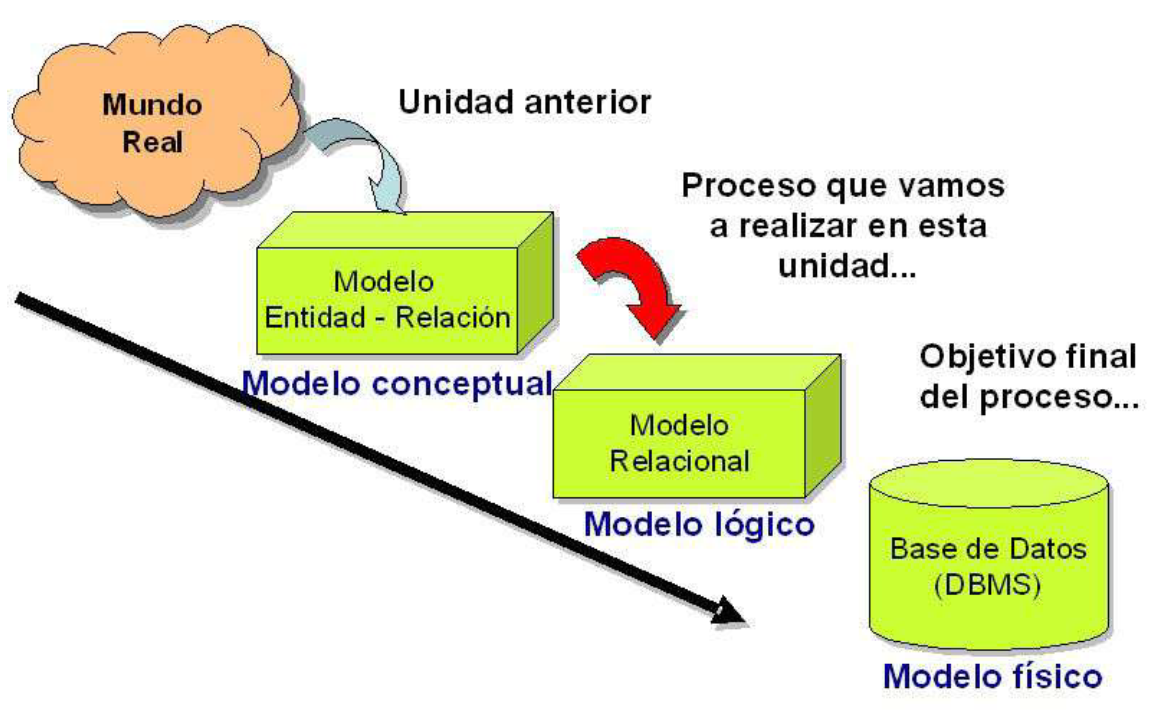 Mundo
Real
Unidad anterior
Proceso que vamos
a realizar en esta
unidad...
Modelo
Entidad - Relación
Modelo conceptual
Objetivo final
del proceso...
Modelo
Relacional
Modelo lógico
Base de Datos
(DBMS)
Modelo físico